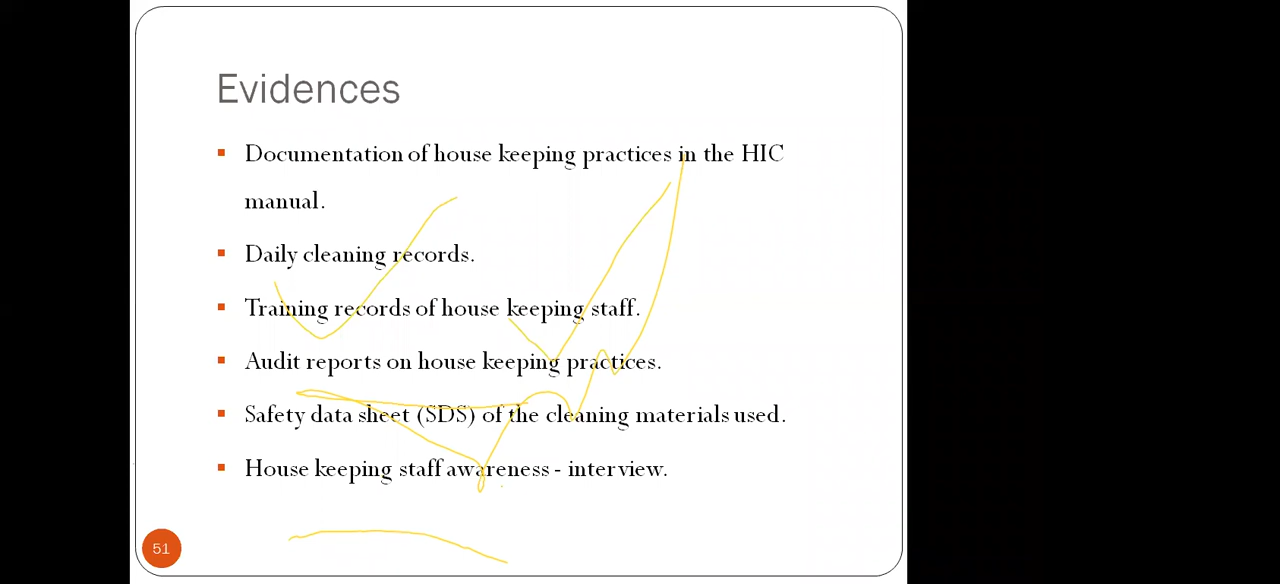 Evidences
Documentation of house keeping practices in the HIC
manual.
Daily cleaning records.
Training records of house keeping staff.
Audit reports on house keeping practices.
Safety data sheet (SDS) of the cleaning materials used.
House keeping staff awareness - interview.
51